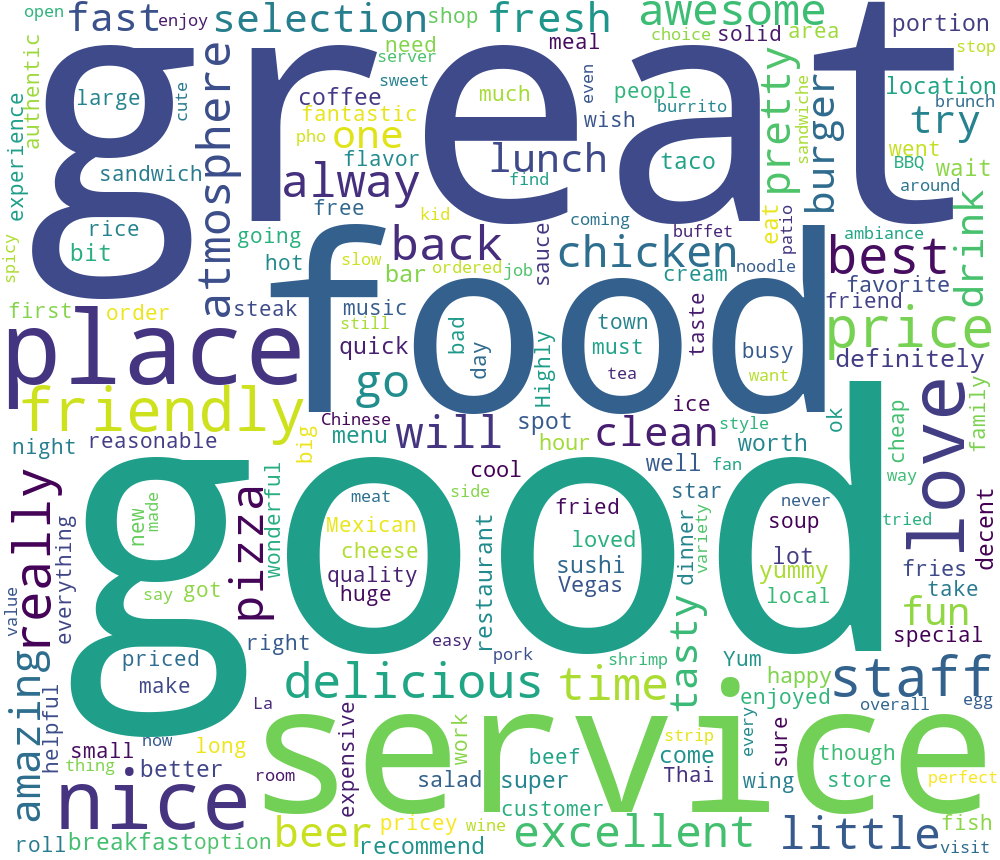 great
food
good
service
place
nice
love
friendly
really
delicious
staff
excellent
little
amazing
atmosphere
fast
enjoy
open
selection
shop
fresh
awesome
portion
need
server
sweet
meal
choice
solid
area
stop
authentic
large
cute
coffee
fantastic
pho
one
much
even
people
burrito
wish
pretty
sandwiche
burger
location
brunch
try
went
BBQ
wait
around
experience
sandwich
flavor
alway
lunch
find
taco
free
kid
coming
buffet
eat
patio
ambiance
drink
rice
bit
going
hot
back
bar
ordered
job
slow
sauce
chicken
cream
noodle
best
favorite
friend
spicy
first
order
steak
music
still
quick
bad
day
Highly
town
must
tea
taste
busy
want
price
definitely
go
ice
Chinese
menu
will
spot
hour
clean
style
worth
ok
cheap
family
night
reasonable
big
cool
well
fan
way
star
never
tried
decent
new
made
pizza
wonderful
meat
side
Mexican
cheese
quality
huge
fried
loved
sushi
Vegas
restaurant
dinner
variety
soup
lot
yummy
local
fries
take
fun
special
value
everything
say
got
right
easy
pork
priced
make
shrimp
tasty
Yum
happy
enjoyed
overall
egg
time
helpful
La
small
now
long
thing
better
room
expensive
work
beef
strip
come
Thai
every
sure
wing
though
store
perfect
salad
super
customer
roll
breakfast
option
beer
pricey
wine
recommend
fish
visit